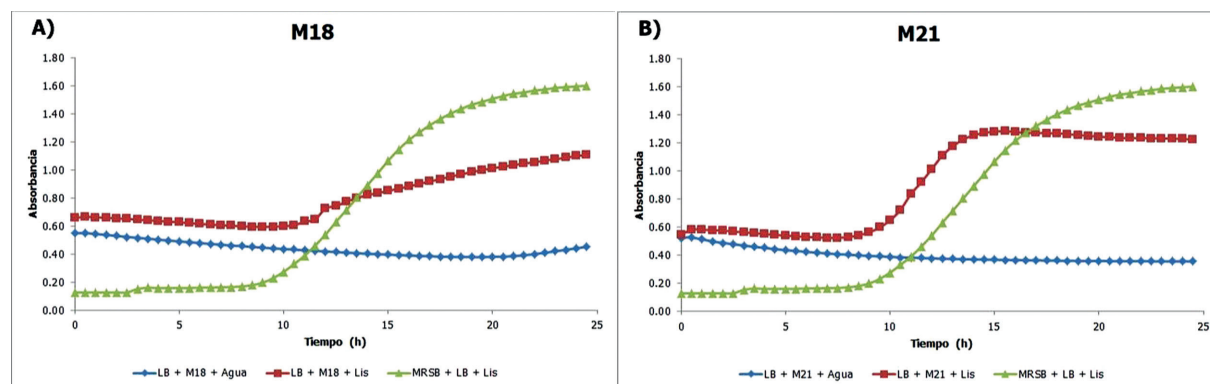 A)
M18
Absorbancia
1.80
1.60
1.40
1.20
1.00
0.80
0.60
0.40
0.20
0.00
0 5 10 15 20 25
Tiempo (h)
LB + M18 + Agua LB + M18 + Lis MRSB + LB + Lis
B)
M21
Absorbancia
1.80
1.60
1.40
1.20
1.00
0.80
0.60
0.40
0.20
0.00
0 5 10 15 20 25
Tiempo (h)
LB + M21 + Agua LB + M21 + Lis MRSB + LB + Lis